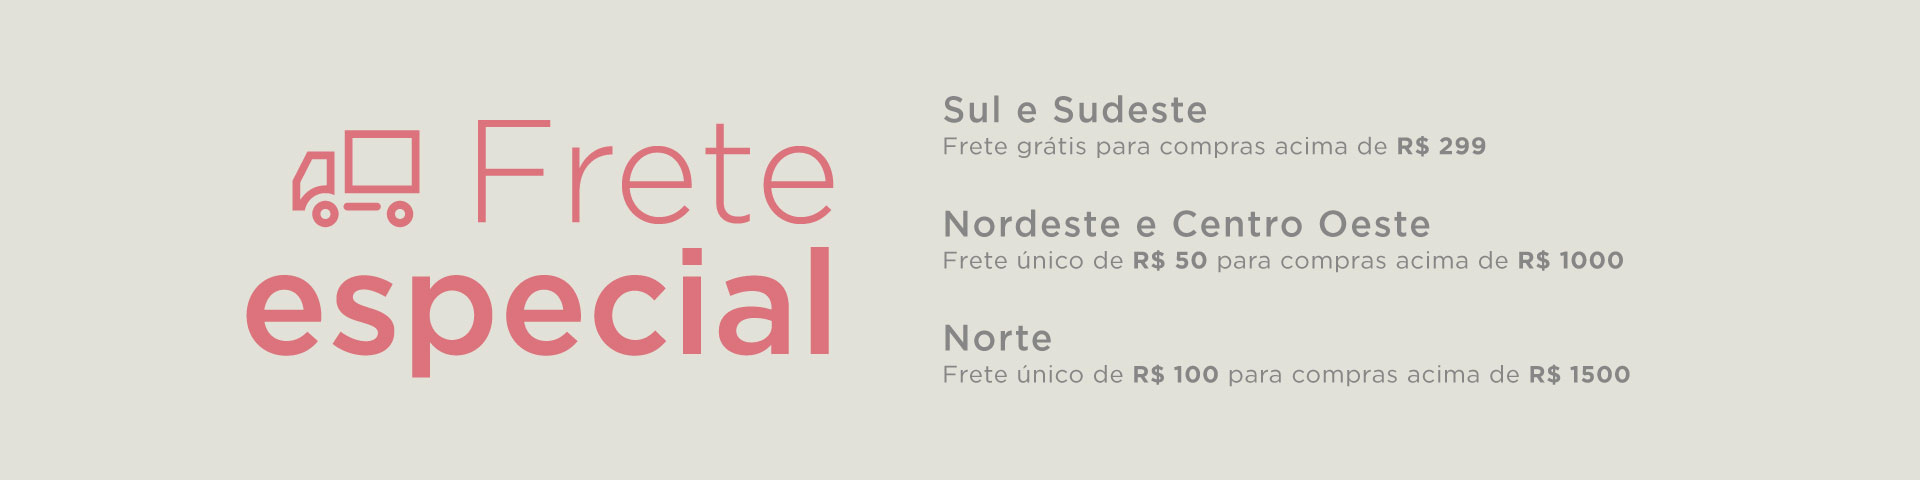 Frete
especial
Sul e Sudeste
Frete grátis para compras acima de R$ 299
Nordeste e Centro Oeste
Frete único de R$ 50 para compras acima de R$ 1000
Norte
Frete único de R$ 100 para compras acima de R$ 1500